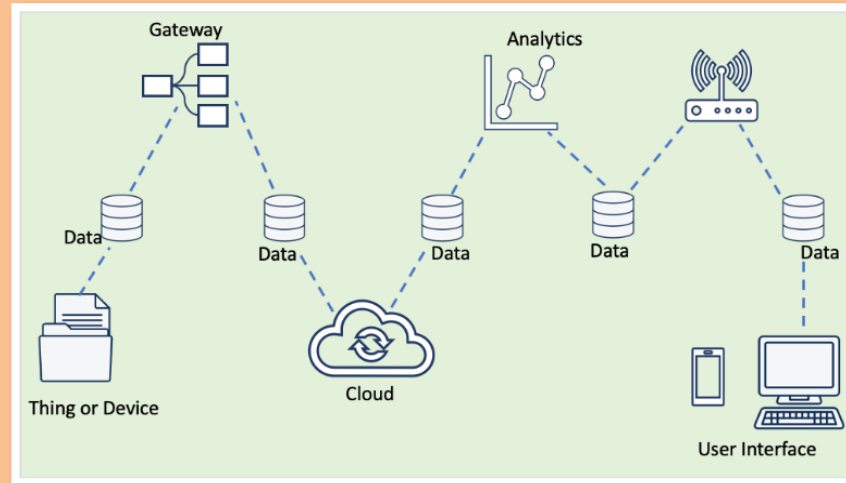 Gateway
Analytics
Data
Data
Data
Data
Data
Thing or Device
Cloud
User Interface